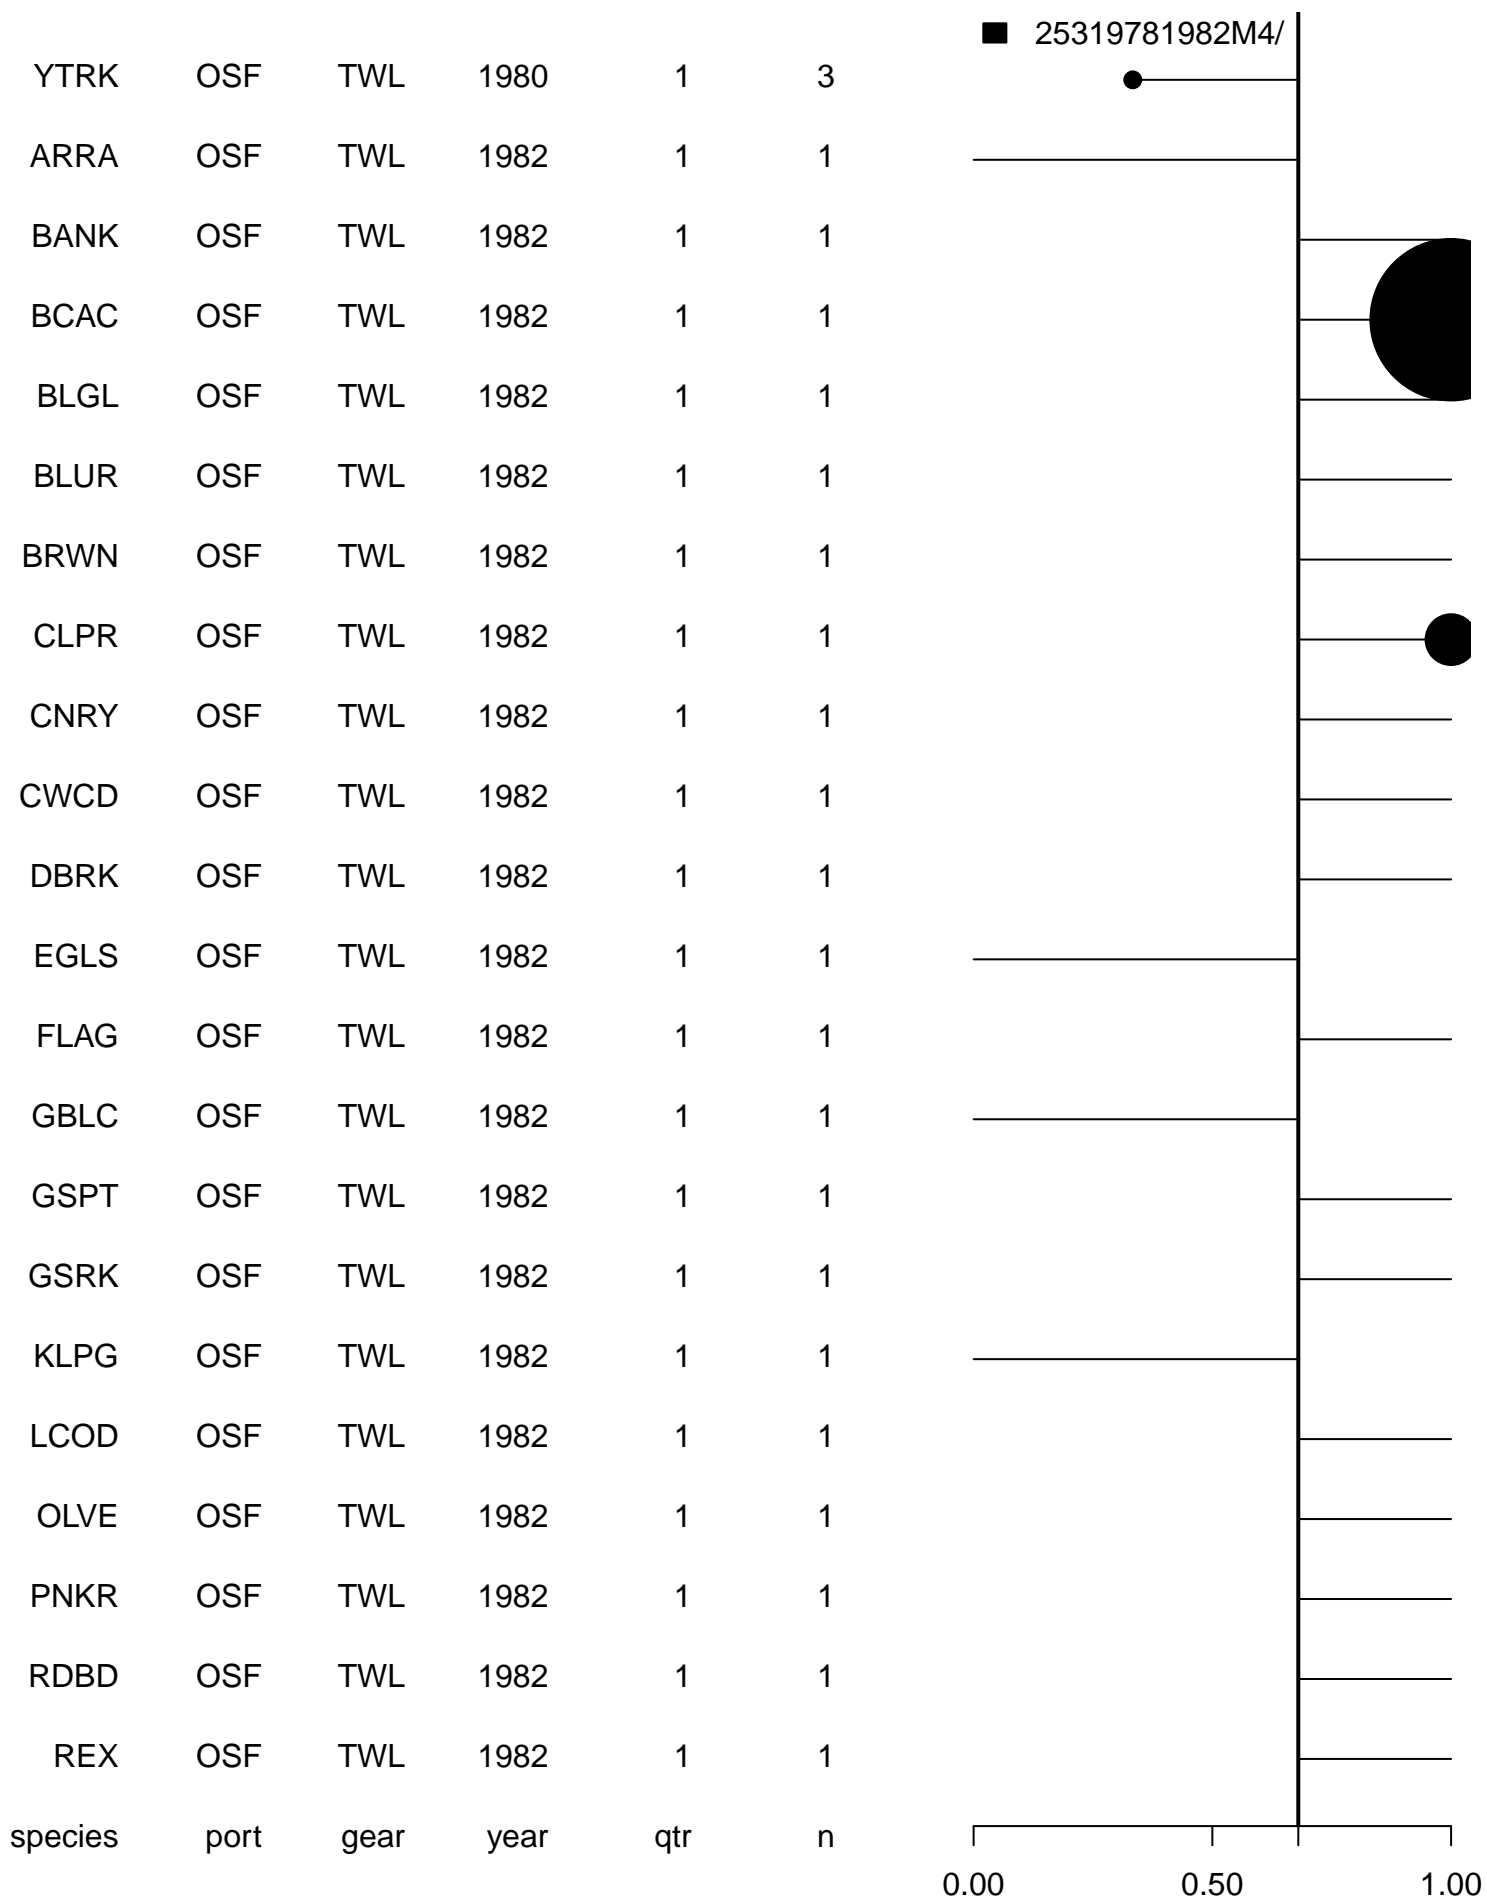 25319781982M4/
YTRK OSF TWL 1980 1 3
ARRA OSF TWL 1982 1 1
BANK OSF TWL 1982 1 1
BCAC OSF TWL 1982 1 1
BLGL OSF TWL 1982 1 1
BLUR OSF TWL 1982 1 1
BRWN OSF TWL 1982 1 1
CLPR OSF TWL 1982 1 1
CNRY OSF TWL 1982 1 1
CWCD OSF TWL 1982 1 1
DBRK OSF TWL 1982 1 1
EGLS OSF TWL 1982 1 1
FLAG OSF TWL 1982 1 1
GBLC OSF TWL 1982 1 1
GSPT OSF TWL 1982 1 1
GSRK OSF TWL 1982 1 1
KLPG OSF TWL 1982 1 1
LCOD OSF TWL 1982 1 1
OLVE OSF TWL 1982 1 1
PNKR OSF TWL 1982 1 1
RDBD OSF TWL 1982 1 1
REX OSF TWL 1982 1 1
species port gear year qtr n
0.00 0.50 1.00